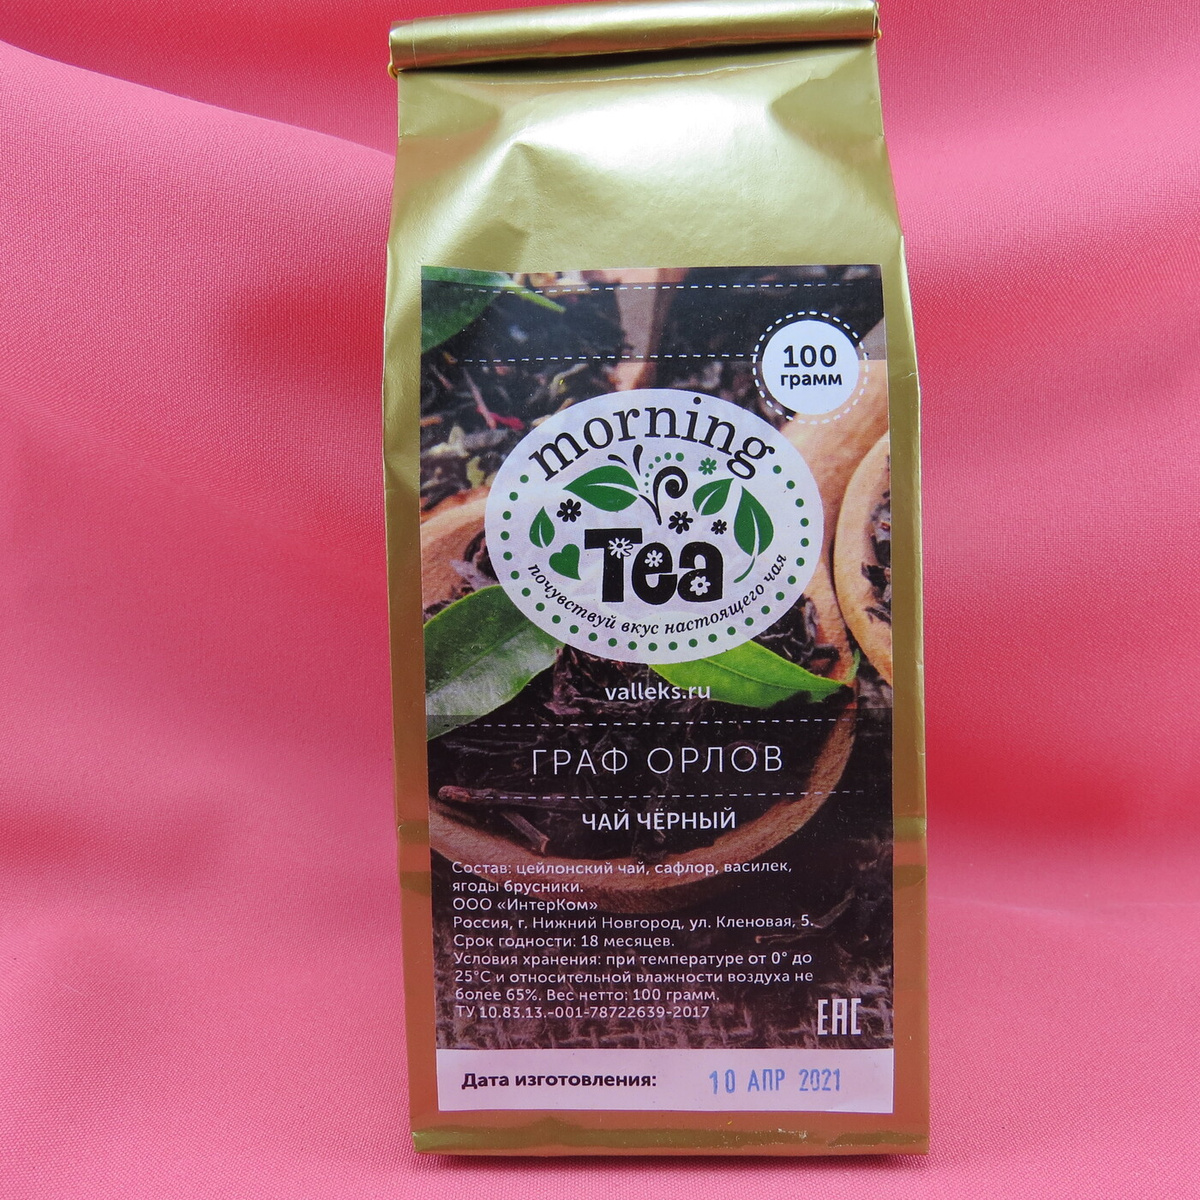 100
грамм
morning
Tea
почувствуй вкус настоящего чая
valleks.ru
ГРАФ ОРЛОВ
ЧАЙ ЧЁРНЫЙ
Состав: цейлонский чай, сафлор, василек,
ягоды брусники.
ООО «ИнтерКом»
Россия, г. Нижний Новгород, ул. Кленовая, 5.
Срок годности: 18 месяцев.
Условия хранения: при температуре от 0° до
25°С и относительной влажности воздуха не
более 65%. Вес нетто: 100 грамм.
ТУ 10.83.13.-001-78722639-2017
ЕАС
Дата изготовления: 10 АПР 2021